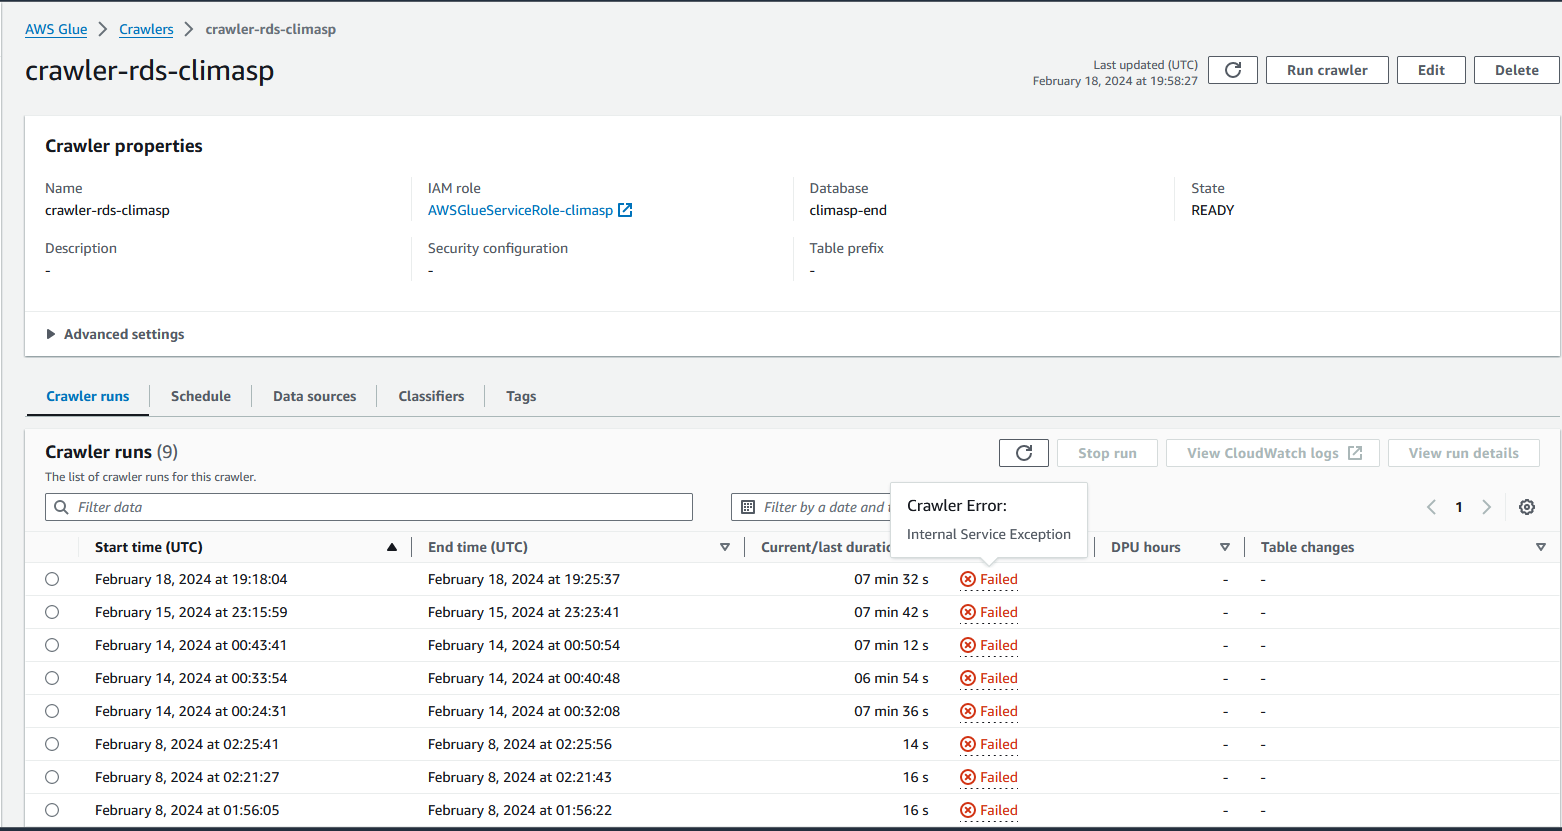 AWS Glue > Crawlers > crawler-rds-climasp
crawler-rds-climasp
Last updated (UTC)
February 18, 2024 at 19:58:27
Run crawler
Edit
Delete
Crawler properties
Name
crawler-rds-climasp
IAM role
AWSGlueServiceRole-climasp
Database
climasp-end
State
READY
Description
-
Security configuration
-
Table prefix
-
Advanced settings
Crawler runs
Schedule
Data sources
Classifiers
Tags
Crawler runs (9)
The list of crawler runs for this crawler.
Stop run
View CloudWatch logs
View run details
Filter data
Filter by a date and
1
Crawler Error:
Internal Service Exception
Start time (UTC) End time (UTC) Current/last DPU hours Table changes
February 18, 2024 at 19:18:04 February 18, 2024 at 19:25:37 07 min 32 s Failed - -
February 15, 2024 at 23:15:59 February 15, 2024 at 23:23:41 07 min 42 s Failed - -
February 14, 2024 at 00:43:41 February 14, 2024 at 00:50:54 07 min 12 s Failed - -
February 14, 2024 at 00:33:54 February 14, 2024 at 00:40:48 06 min 54 s Failed - -
February 14, 2024 at 00:24:31 February 14, 2024 at 00:32:08 07 min 36 s Failed - -
February 8, 2024 at 02:25:41 February 8, 2024 at 02:25:56 14 s Failed - -
February 8, 2024 at 02:21:27 February 8, 2024 at 02:21:43 16 s Failed - -
February 8, 2024 at 01:56:05 February 8, 2024 at 01:56:22 16 s Failed - -